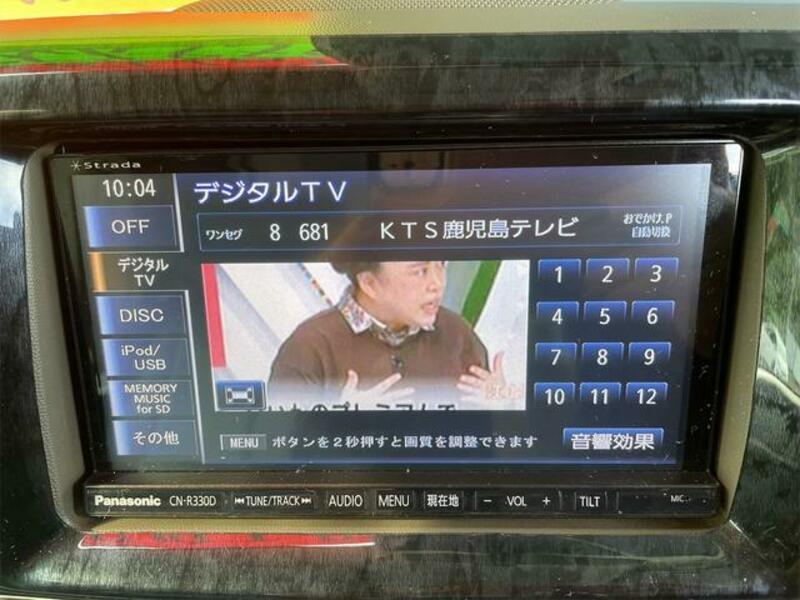 Strada
10:04
デジタルTV
OFF
ワンセグ 8 681 KTS鹿児島テレビ おでかけ.P
自動切換
デジタル
TV
DISC
iPod/
USB
MEMORY
MUSIC
for SD
その他
1 2 3
4 5 6
7 8 9
10 11 12
MENU ボタンを2秒押すと画質を調整できます 音響効果
Panasonic CN-R330D TUNE/TRACK AUDIO MENU 現在地 − VOL + TILT MIC